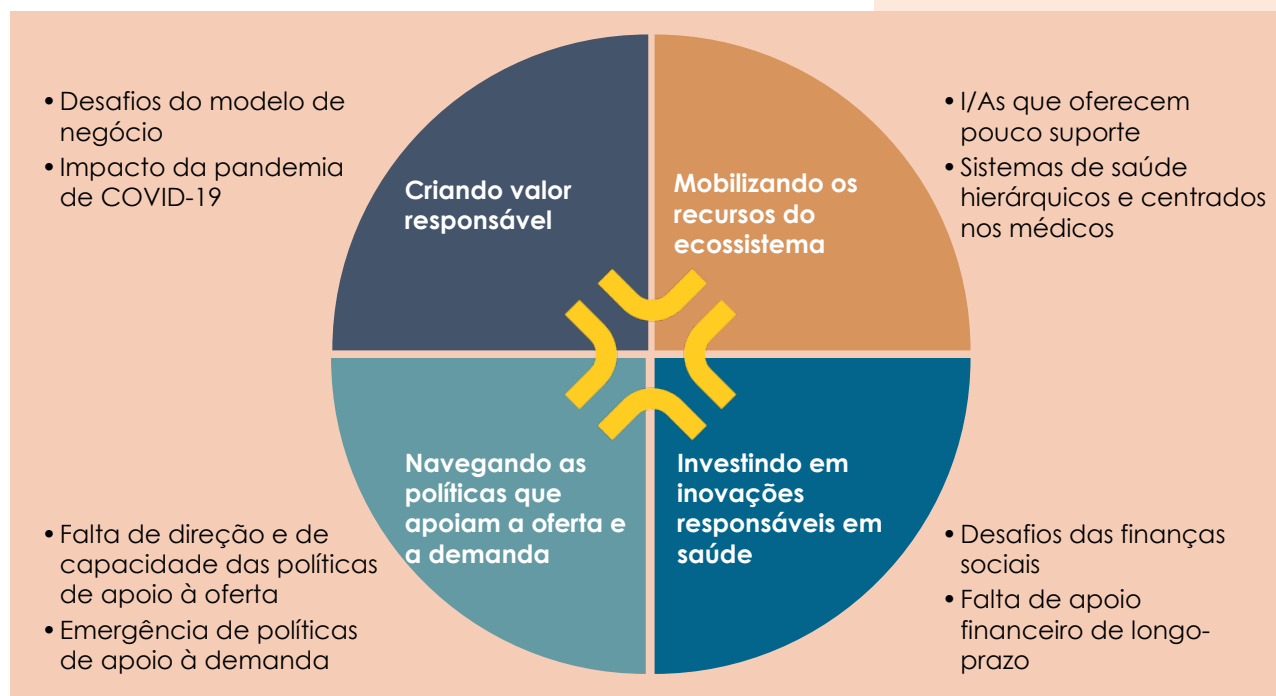 • Desafios do modelo de
negócio
• Impacto da pandemia
de COVID-19
Criando valor
responsável
Mobilizando os
recursos do
ecossistema
• I/As que oferecem
pouco suporte
• Sistemas de saúde
hierárquicos e centrados
nos médicos
Navegando as
políticas que
apoiam a oferta e
a demanda
Investindo em
inovações
responsáveis em
saúde
• Falta de direção e de
capacidade das políticas
de apoio à oferta
• Emergência de políticas
de apoio à demanda
• Desafios das finanças
sociais
• Falta de apoio
financeiro de longo-
prazo